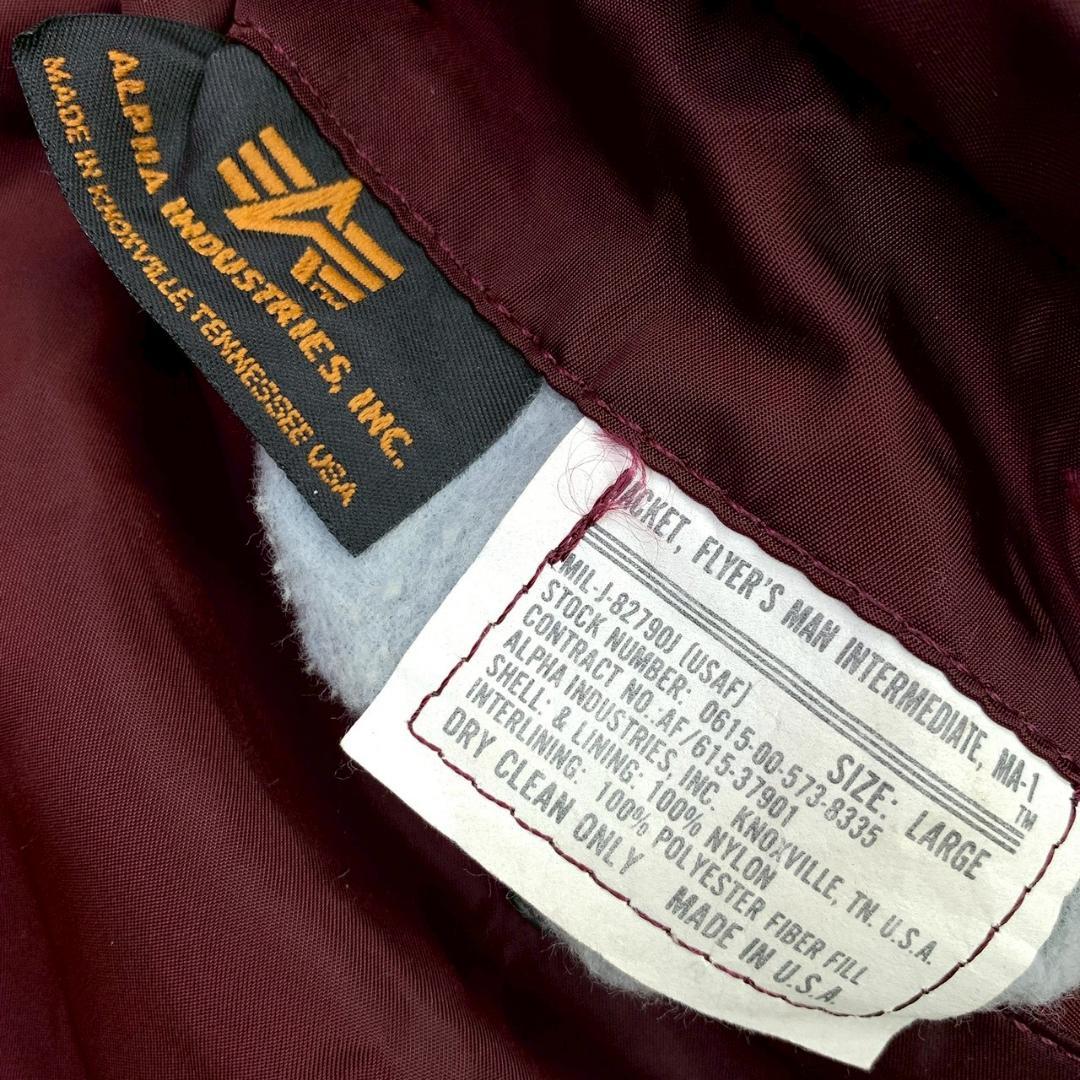 ALPHA INDUSTRIES, INC.
MADE IN KNOXVILLE, TENNESSEE USA
JACKET, FLYER'S MAN INTERMEDIATE, MA-1
TM
SIZE: LARGE
MIL-J-82790J (USAF)
STOCK NUMBER: 0615-00-573-8335
CONTRACT NO. AF/615-37901
ALPHA INDUSTRIES, INC. KNOXVILLE, TN. U.S.A.
SHELL: & LINING: 100% NYLON
INTERLINING: 100% POLYESTER FIBER FILL
DRY CLEAN ONLY MADE IN U.S.A.